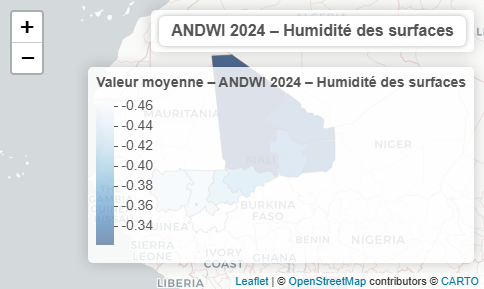 +
−
ANDWI 2024 – Humidité des surfaces
Valeur moyenne – ANDWI 2024 – Humidité des surfaces
-0.46
-0.44
-0.42
-0.40
-0.38
-0.36
-0.34
MAURITANIA
MALI
NIGER
BURKINA
FASO
GUINEA
SIERRA
LEONE
IVORY
COAST
GHANA
BENIN
NIGERIA
LIBERIA
Leaflet | © OpenStreetMap contributors © CARTO